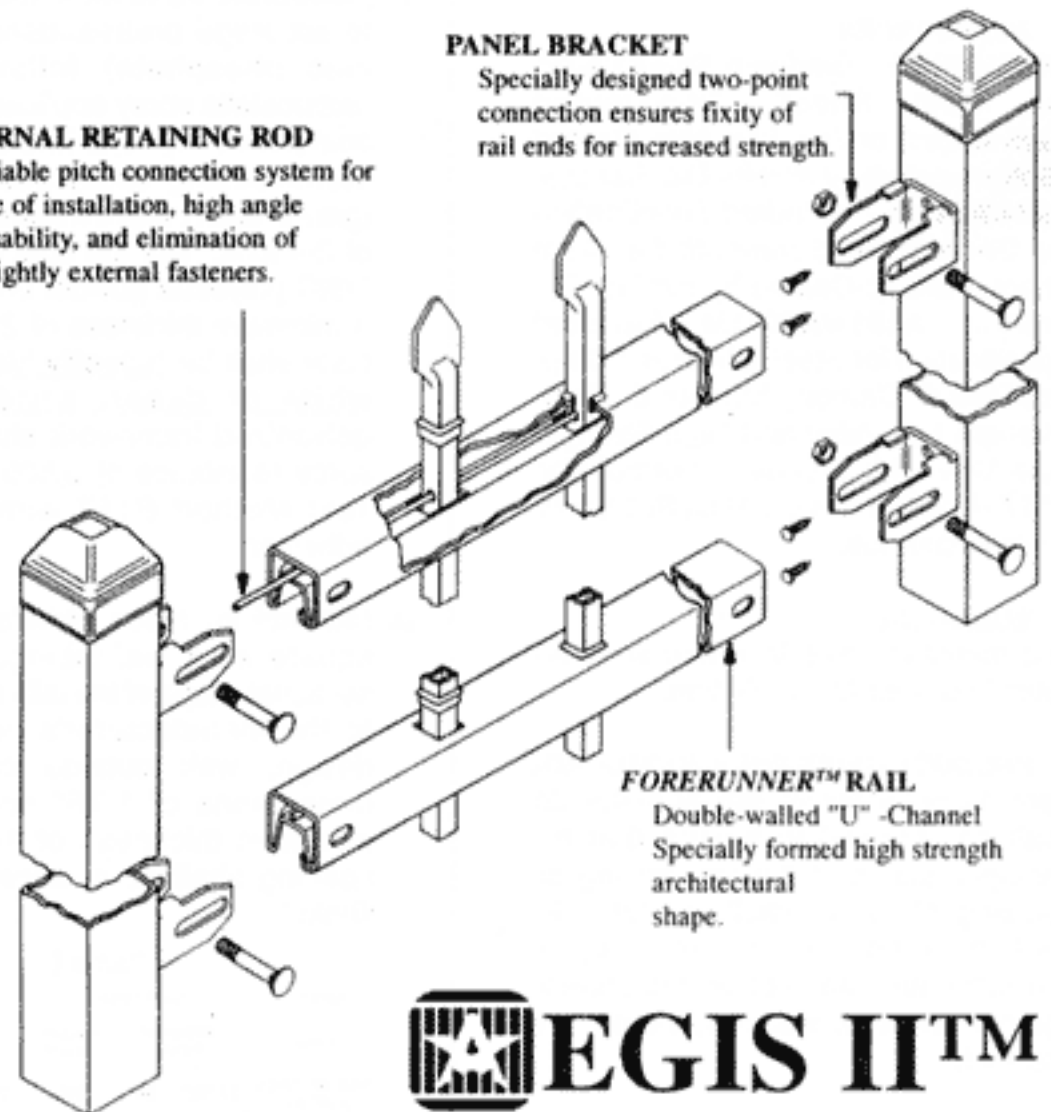 PANEL BRACKET
Specially designed two-point
connection ensures fixity of
rail ends for increased strength.
ERNAL RETAINING ROD
iable pitch connection system for
e of installation, high angle
ability, and elimination of
ightly external fasteners.
FORERUNNER™ RAIL
Double-walled "U" -Channel
Specially formed high strength
architectural
shape.
AEGIS II™